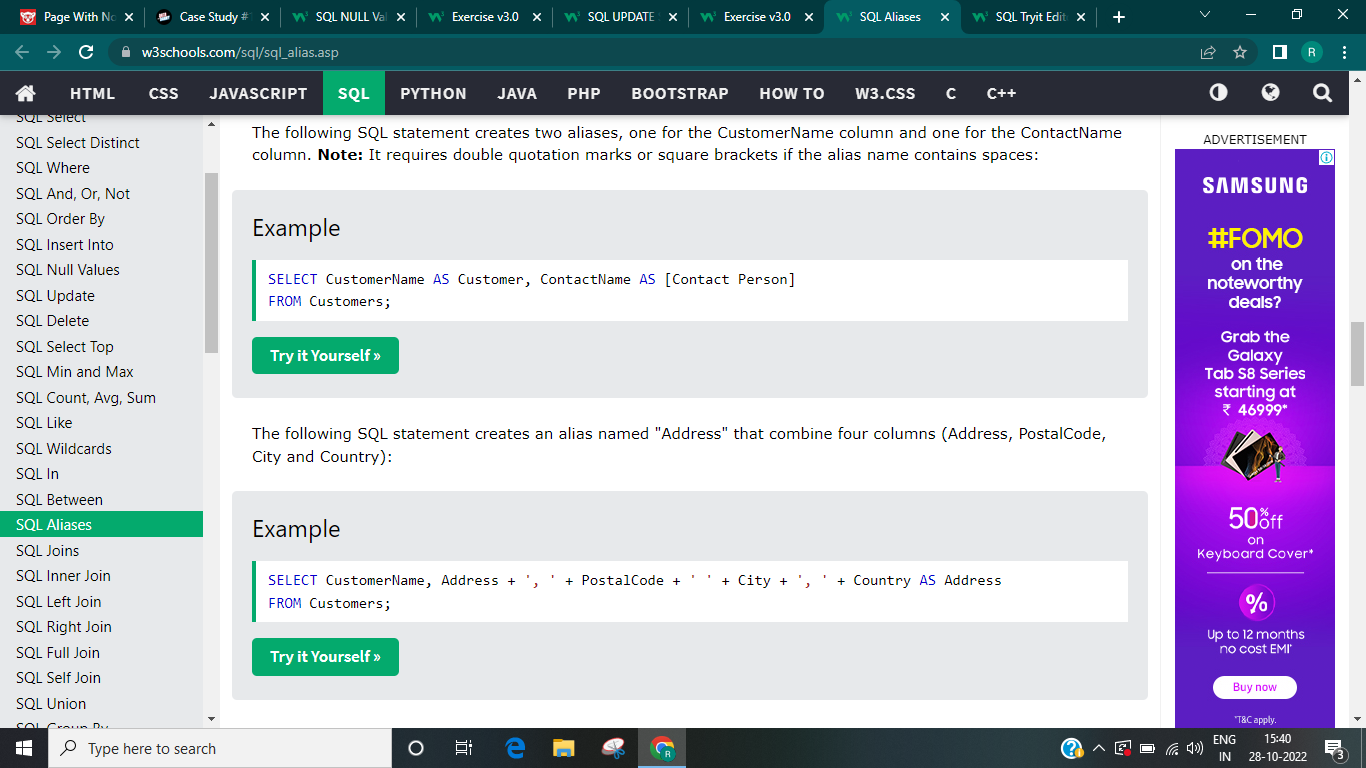 Page With No
Case Study #1
SQL NULL Val
Exercise v3.0
SQL UPDATE S
Exercise v3.0
SQL Aliases
SQL Tryit Edit
w3schools.com/sql/sql_alias.asp
R
HTML
CSS
JAVASCRIPT
SQL
PYTHON
JAVA
PHP
BOOTSTRAP
HOW TO
W3.CSS
C
C++
SQL Select
SQL Select Distinct
SQL Where
SQL And, Or, Not
SQL Order By
SQL Insert Into
SQL Null Values
SQL Update
SQL Delete
SQL Select Top
SQL Min and Max
SQL Count, Avg, Sum
SQL Like
SQL Wildcards
SQL In
SQL Between
SQL Aliases
SQL Joins
SQL Inner Join
SQL Left Join
SQL Right Join
SQL Full Join
SQL Self Join
SQL Union
SQL Group By
The following SQL statement creates two aliases, one for the CustomerName column and one for the ContactName
column. Note: It requires double quotation marks or square brackets if the alias name contains spaces:
Example
SELECT CustomerName AS Customer, ContactName AS [Contact Person]
FROM Customers;
Try it Yourself »
The following SQL statement creates an alias named "Address" that combine four columns (Address, PostalCode,
City and Country):
Example
SELECT CustomerName, Address + ', ' + PostalCode + ' ' + City + ', ' + Country AS Address
FROM Customers;
Try it Yourself »
ADVERTISEMENT
SAMSUNG
#FOMO
on the
noteworthy
deals?
Grab the
Galaxy
Tab S8 Series
starting at
₹ 46999*
50% off
on
Keyboard Cover*
%
Up to 12 months
no cost EMI*
Buy now
*T&C apply.
Type here to search
R
ENG
IN
15:40
28-10-2022
3